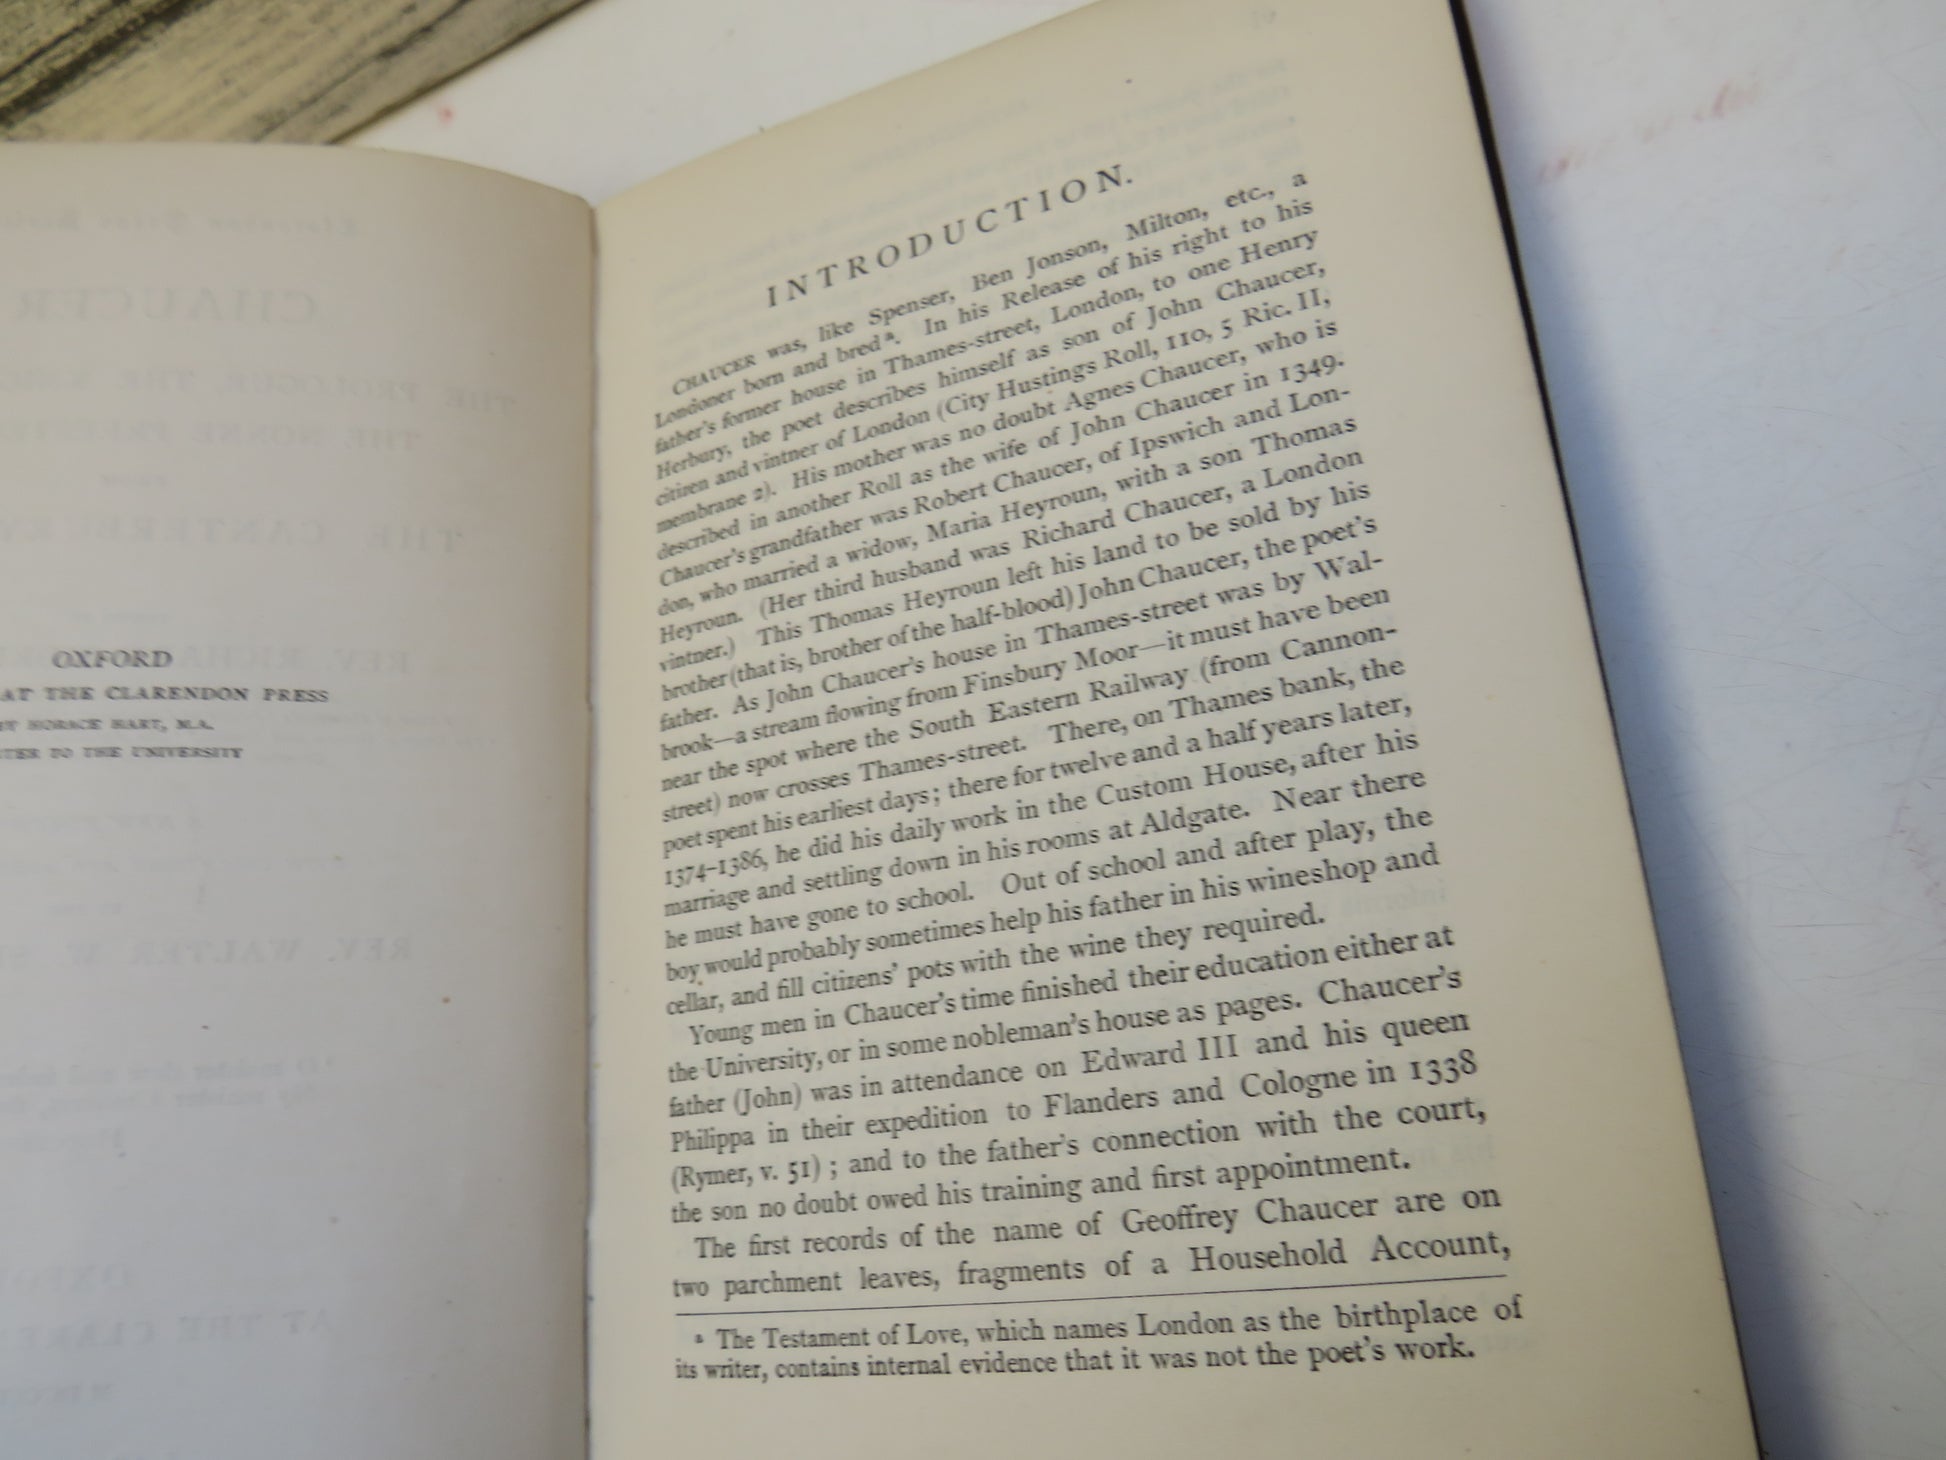 OXFORD
AT THE CLARENDON PRESS
HORACE HART, M.A.
TO THE UNIVERSITY
INTRODUCTION.
CHAUCER was, like Spenser, Ben Jonson, Milton, etc., a
Londoner born and bred a. In his Release of his right to his
father's former house in Thames-street, London, to one Henry
Herbury, the poet describes himself as son of John Chaucer,
citizen and vintner of London (City Hustings Roll, 110, 5 Ric. II,
membrane 2). His mother was no doubt Agnes Chaucer, who is
described in another Roll as the wife of John Chaucer in 1349.
Chaucer's grandfather was Robert Chaucer, of Ipswich and Lon-
don, who married a widow, Maria Heyroun, with a son Thomas
Heyroun. (Her third husband was Richard Chaucer, a London
vintner.) This Thomas Heyroun left his land to be sold by his
brother (that is, brother of the half-blood) John Chaucer, the poet's
father. As John Chaucer's house in Thames-street was by Wal-
brook—a stream flowing from Finsbury Moor—it must have been
near the spot where the South Eastern Railway (from Cannon-
street) now crosses Thames-street. There, on Thames bank, the
poet spent his earliest days; there for twelve and a half years later,
1374-1386, he did his daily work in the Custom House, after his
marriage and settling down in his rooms at Aldgate. Near there
he must have gone to school. Out of school and after play, the
boy would probably sometimes help his father in his wineshop and
cellar, and fill citizens' pots with the wine they required.
Young men in Chaucer's time finished their education either at
the University, or in some nobleman's house as pages. Chaucer's
father (John) was in attendance on Edward III and his queen
Philippa in their expedition to Flanders and Cologne in 1338
(Rymer, v. 51); and to the father's connection with the court,
the son no doubt owed his training and first appointment.
The first records of the name of Geoffrey Chaucer are on
two parchment leaves, fragments of a Household Account,
a The Testament of Love, which names London as the birthplace of
its writer, contains internal evidence that it was not the poet's work.